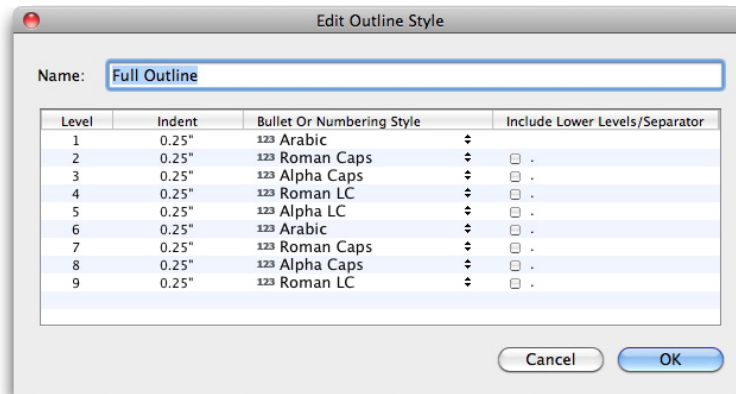 Edit Outline Style
Name: Full Outline
Level Indent Bullet Or Numbering Style Include Lower Levels/Separator
1 0.25" 123 Arabic
2 0.25" 123 Roman Caps .
3 0.25" 123 Alpha Caps .
4 0.25" 123 Roman LC .
5 0.25" 123 Alpha LC .
6 0.25" 123 Arabic .
7 0.25" 123 Roman Caps .
8 0.25" 123 Alpha Caps .
9 0.25" 123 Roman LC .
Cancel OK